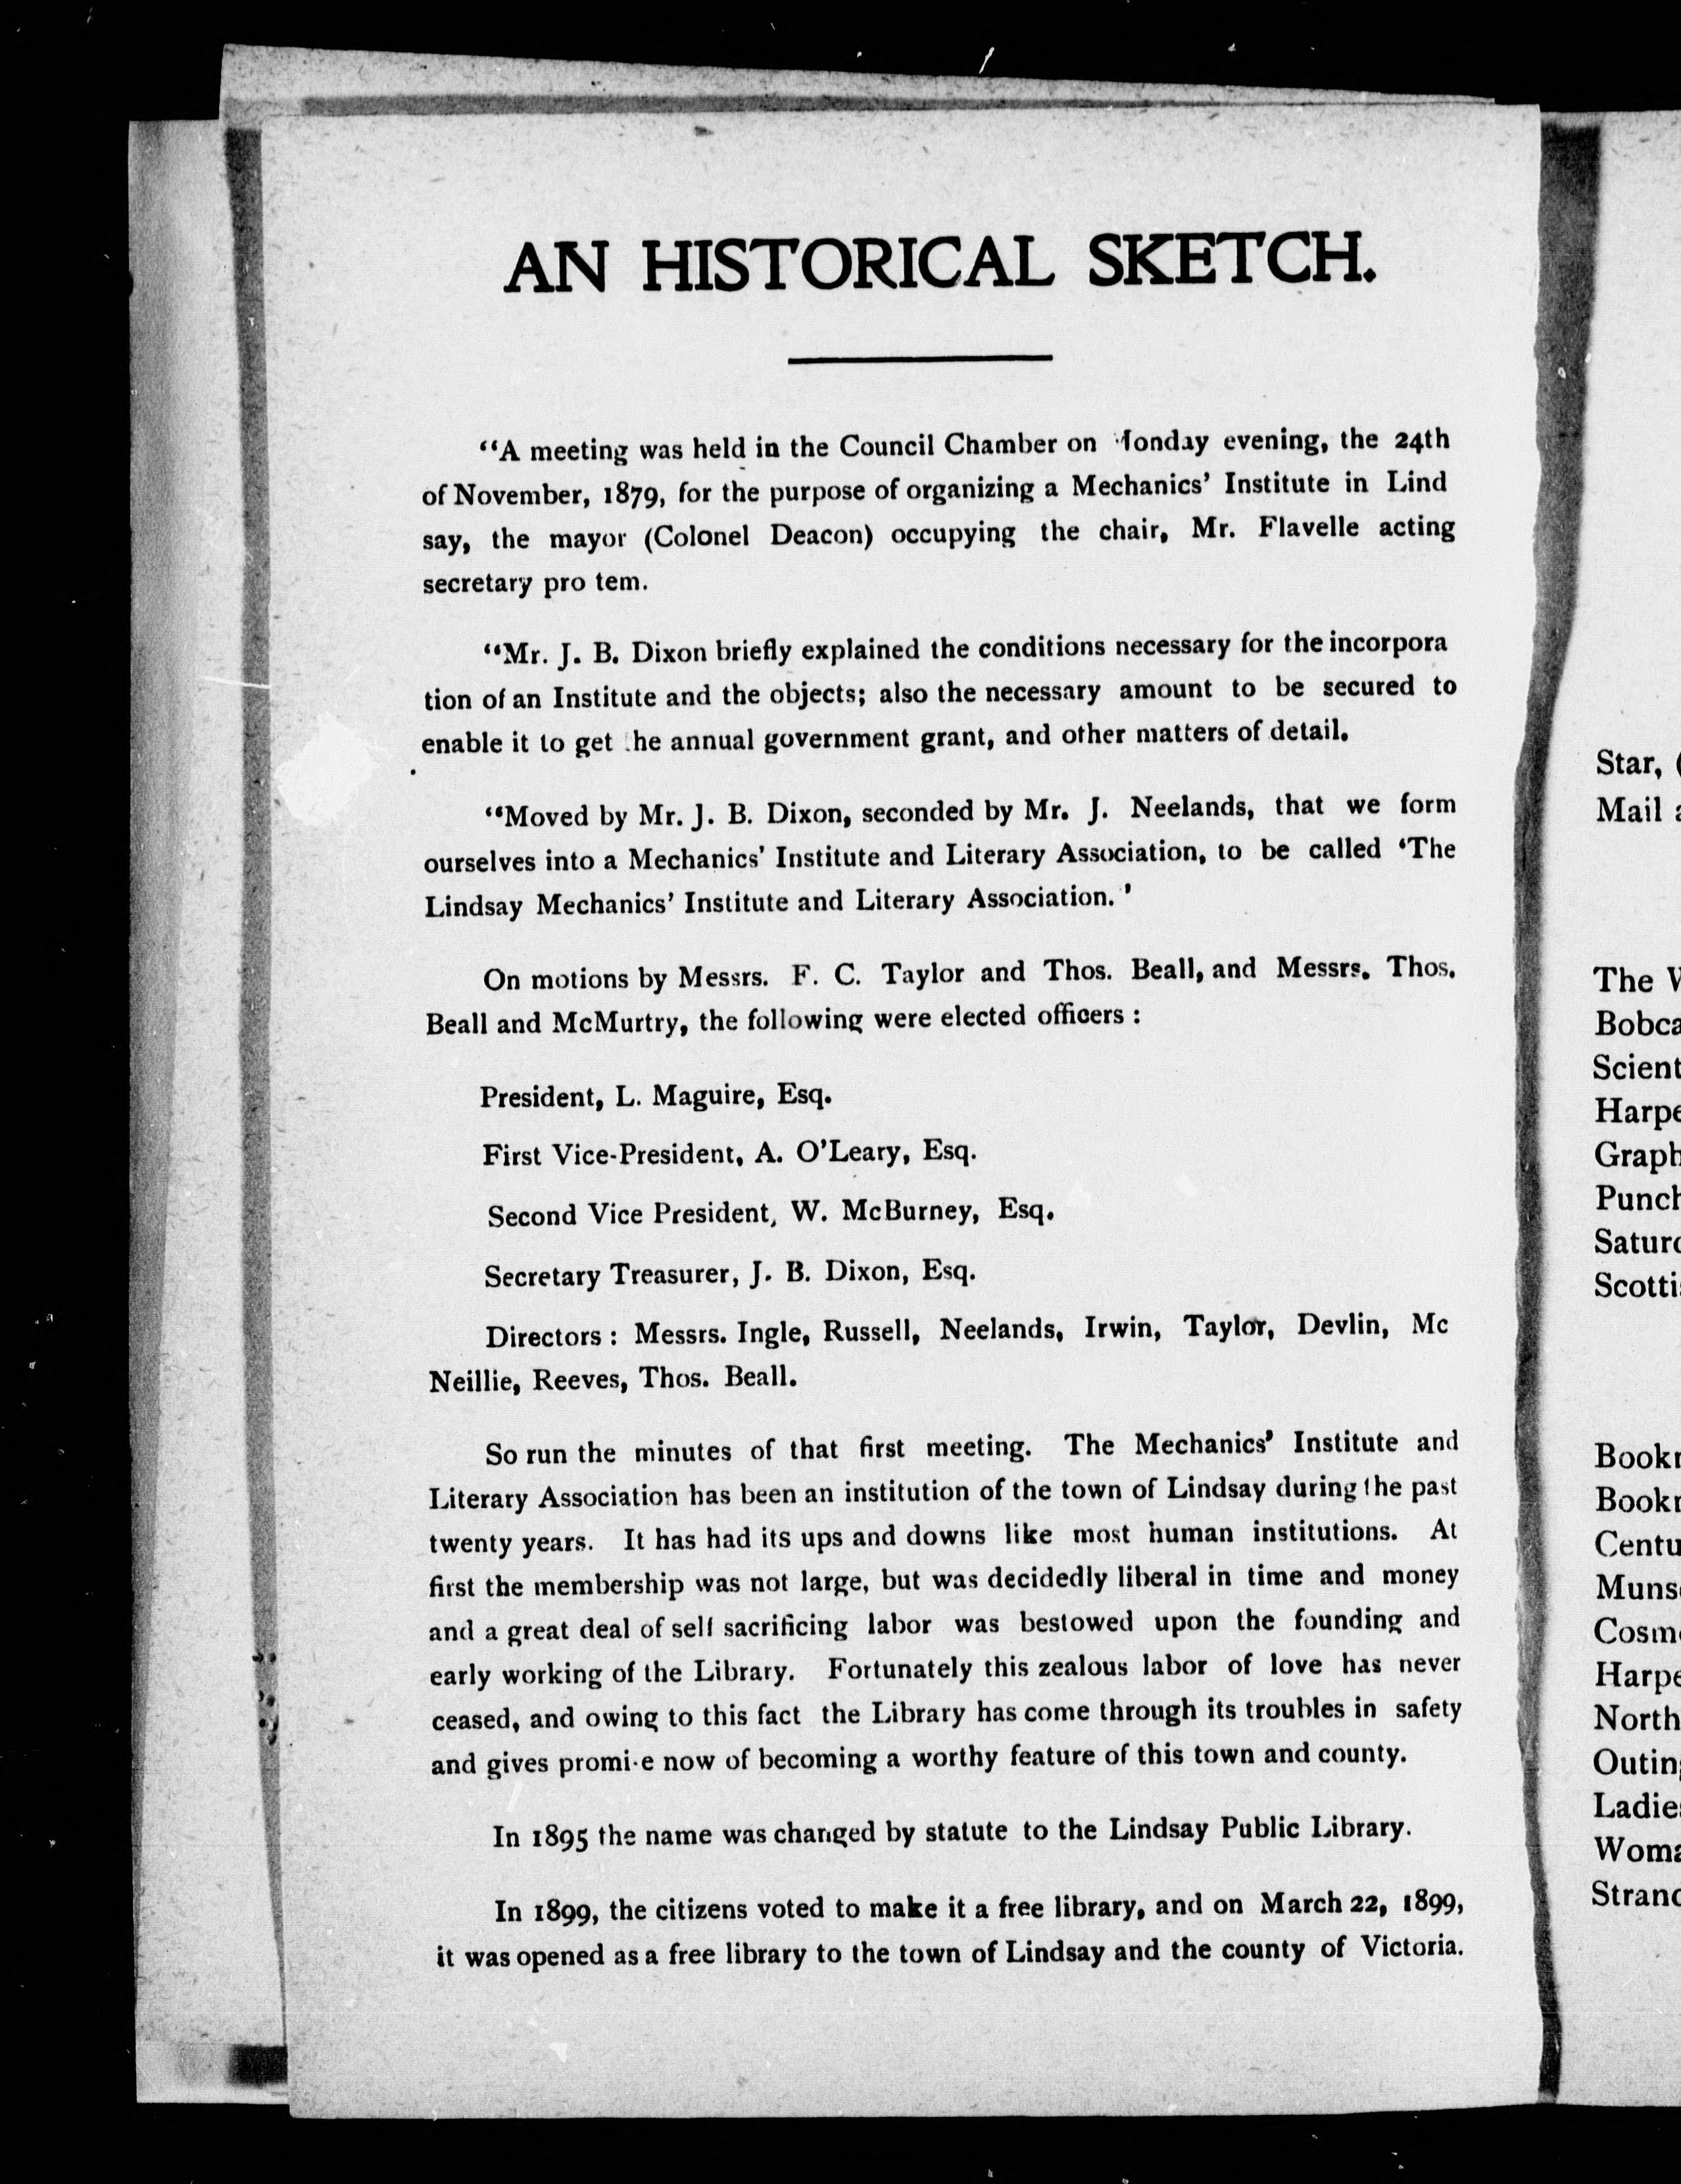 AN HISTORICAL SKETCH.
“A meeting was held in the Council Chamber on Monday evening, the 24th
of November, 1879, for the purpose of organizing a Mechanics’ Institute in Lind
say, the mayor (Colonel Deacon) occupying the chair, Mr. Flavelle acting
secretary pro tem.
“Mr. J. B. Dixon briefly explained the conditions necessary for the incorpora
tion of an Institute and the objects; also the necessary amount to be secured to
enable it to get the annual government grant, and other matters of detail.
“Moved by Mr. J. B. Dixon, seconded by Mr. J. Neelands, that we form
ourselves into a Mechanics’ Institute and Literary Association, to be called ‘The
Lindsay Mechanics’ Institute and Literary Association.’
On motions by Messrs. F. C. Taylor and Thos. Beall, and Messrs. Thos.
Beall and McMurtry, the following were elected officers :
President, L. Maguire, Esq.
First Vice-President, A. O’Leary, Esq.
Second Vice President, W. McBurney, Esq.
Secretary Treasurer, J. B. Dixon, Esq.
Directors : Messrs. Ingle, Russell, Neelands, Irwin, Taylor, Devlin, Mc
Neillie, Reeves, Thos. Beall.
So run the minutes of that first meeting. The Mechanics’ Institute and
Literary Association has been an institution of the town of Lindsay during the past
twenty years. It has had its ups and downs like most human institutions. At
first the membership was not large, but was decidedly liberal in time and money
and a great deal of self sacrificing labor was bestowed upon the founding and
early working of the Library. Fortunately this zealous labor of love has never
ceased, and owing to this fact the Library has come through its troubles in safety
and gives promise now of becoming a worthy feature of this town and county.
In 1895 the name was changed by statute to the Lindsay Public Library.
In 1899, the citizens voted to make it a free library, and on March 22, 1899,
it was opened as a free library to the town of Lindsay and the county of Victoria.
Star, (
Mail
The
Bobca
Scient
Harpe
Graph
Punch
Satur
Scotti
Book
Book
Centu
Muns
Cosm
Harpe
North
Outin
Ladie
Woma
Strand